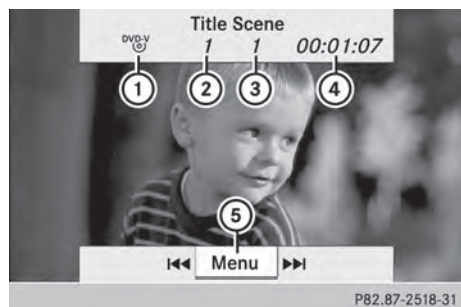 Title Scene
DVD-V 1 1 00:01:07
1 2 3 4
5
Menu
P82.87-2518-31